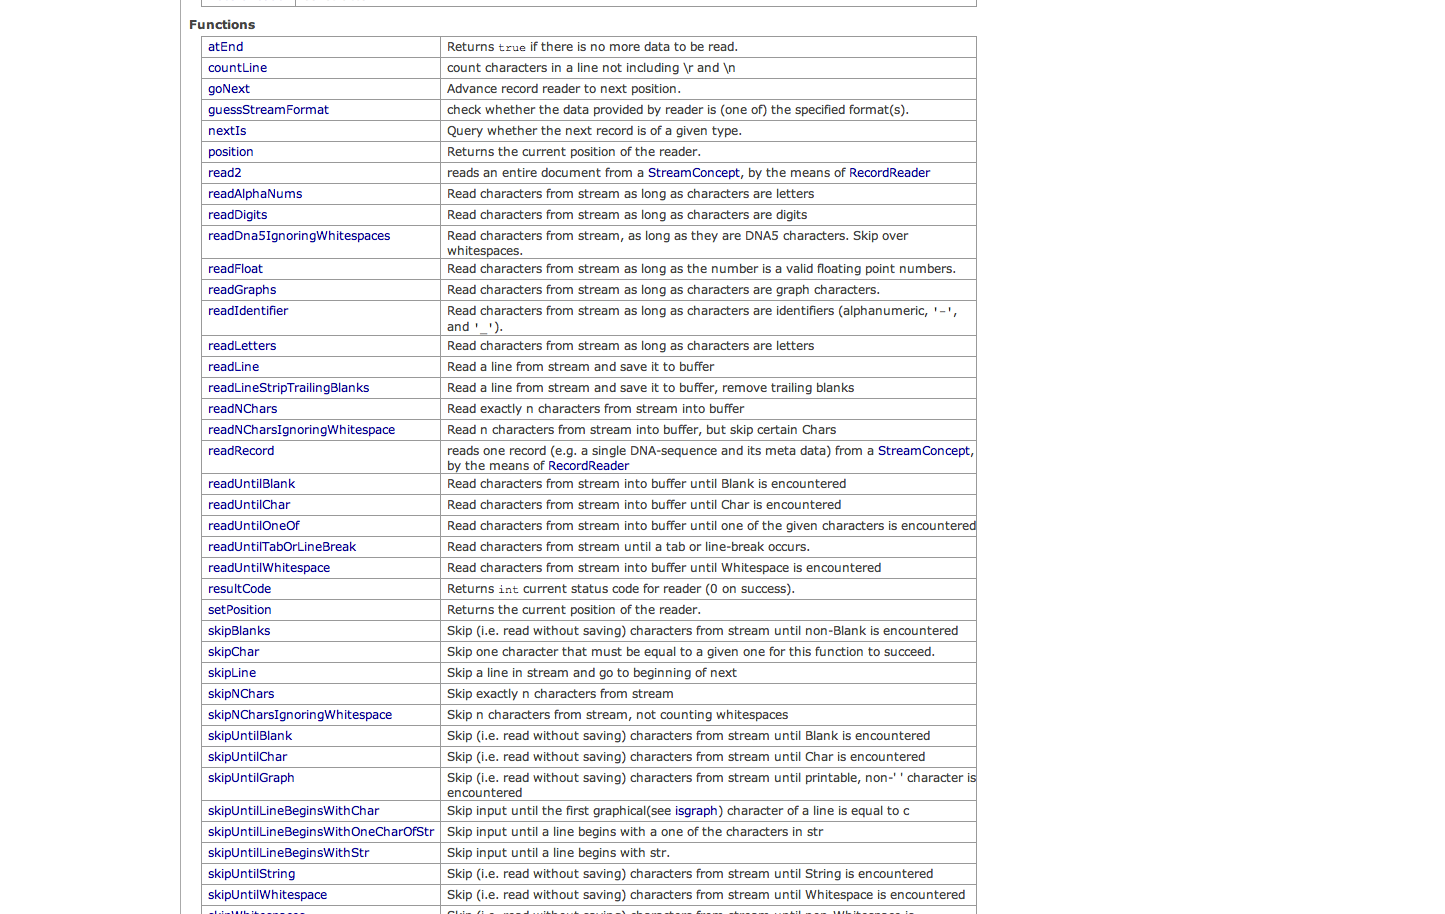 Functions
atEnd Returns true if there is no more data to be read.
countLine count characters in a line not including \r and \n
goNext Advance record reader to next position.
guessStreamFormat check whether the data provided by reader is (one of) the specified format(s).
nextIs Query whether the next record is of a given type.
position Returns the current position of the reader.
read2 reads an entire document from a StreamConcept, by the means of RecordReader
readAlphaNums Read characters from stream as long as characters are letters
readDigits Read characters from stream as long as characters are digits
readDna5IgnoringWhitespaces Read characters from stream, as long as they are DNA5 characters. Skip over
whitespaces.
readFloat Read characters from stream as long as the number is a valid floating point numbers.
readGraphs Read characters from stream as long as characters are graph characters.
readIdentifier Read characters from stream as long as characters are identifiers (alphanumeric, '-',
and '_').
readLetters Read characters from stream as long as characters are letters
readLine Read a line from stream and save it to buffer
readLineStripTrailingBlanks Read a line from stream and save it to buffer, remove trailing blanks
readNChars Read exactly n characters from stream into buffer
readNCharsIgnoringWhitespace Read n characters from stream into buffer, but skip certain Chars
readRecord reads one record (e.g. a single DNA-sequence and its meta data) from a StreamConcept,
by the means of RecordReader
readUntilBlank Read characters from stream into buffer until Blank is encountered
readUntilChar Read characters from stream into buffer until Char is encountered
readUntilOneOf Read characters from stream into buffer until one of the given characters is encountered
readUntilTabOrLineBreak Read characters from stream until a tab or line-break occurs.
readUntilWhitespace Read characters from stream into buffer until Whitespace is encountered
resultCode Returns int current status code for reader (0 on success).
setPosition Returns the current position of the reader.
skipBlanks Skip (i.e. read without saving) characters from stream until non-Blank is encountered
skipChar Skip one character that must be equal to a given one for this function to succeed.
skipLine Skip a line in stream and go to beginning of next
skipNChars Skip exactly n characters from stream
skipNCharsIgnoringWhitespace Skip n characters from stream, not counting whitespaces
skipUntilBlank Skip (i.e. read without saving) characters from stream until Blank is encountered
skipUntilChar Skip (i.e. read without saving) characters from stream until Char is encountered
skipUntilGraph Skip (i.e. read without saving) characters from stream until printable, non-' ' character is
encountered
skipUntilLineBeginsWithChar Skip input until the first graphical(see isgraph) character of a line is equal to c
skipUntilLineBeginsWithOneCharOfStr Skip input until a line begins with a one of the characters in str
skipUntilLineBeginsWithStr Skip input until a line begins with str.
skipUntilString Skip (i.e. read without saving) characters from stream until String is encountered
skipUntilWhitespace Skip (i.e. read without saving) characters from stream until Whitespace is encountered